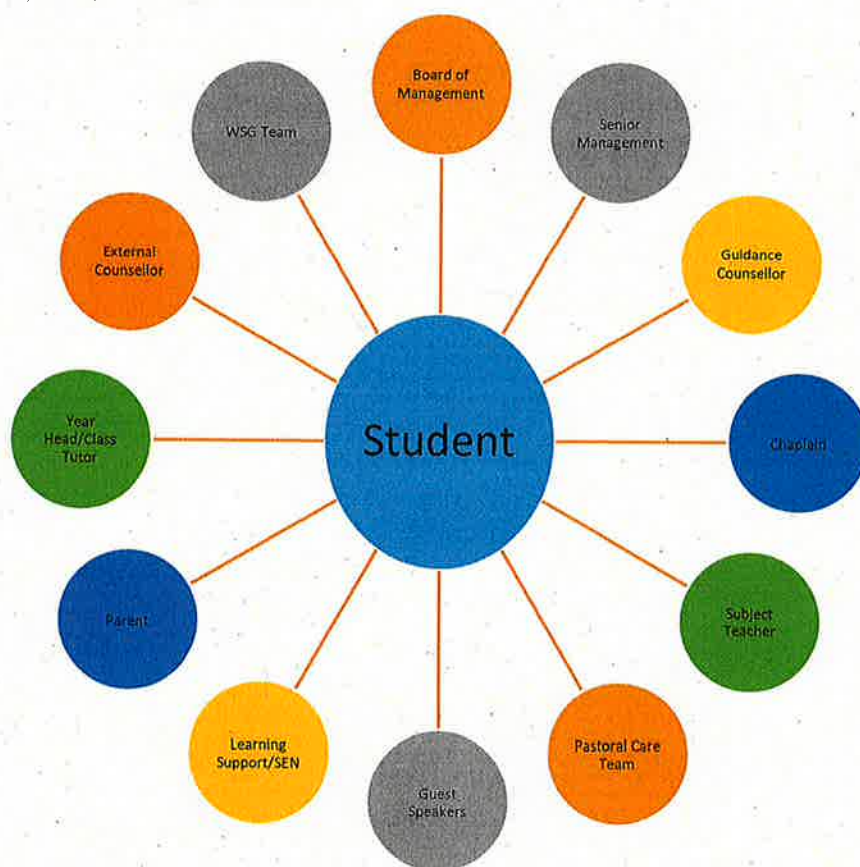 Board of
Management
Senior
Management
Guidance
Counsellor
Chaplain
Subject
Teacher
Pastoral Care
Team
Guest
Speakers
Learning
Support/SEN
Parent
Year
Head/Class
Tutor
External
Counsellor
WSG Team
Student